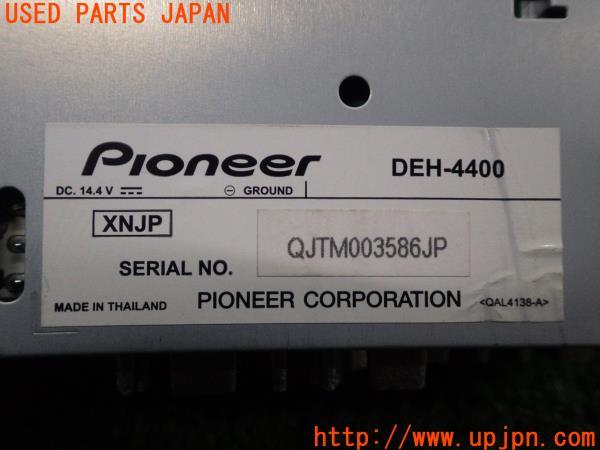 USED PARTS JAPAN
Pioneer DEH-4400
DC. 14.4 V ⎓ ⊖ GROUND
XNJP
SERIAL NO. QJTM003586JP
MADE IN THAILAND PIONEER CORPORATION <QAL4138-A>
http://www.upjpn.com/